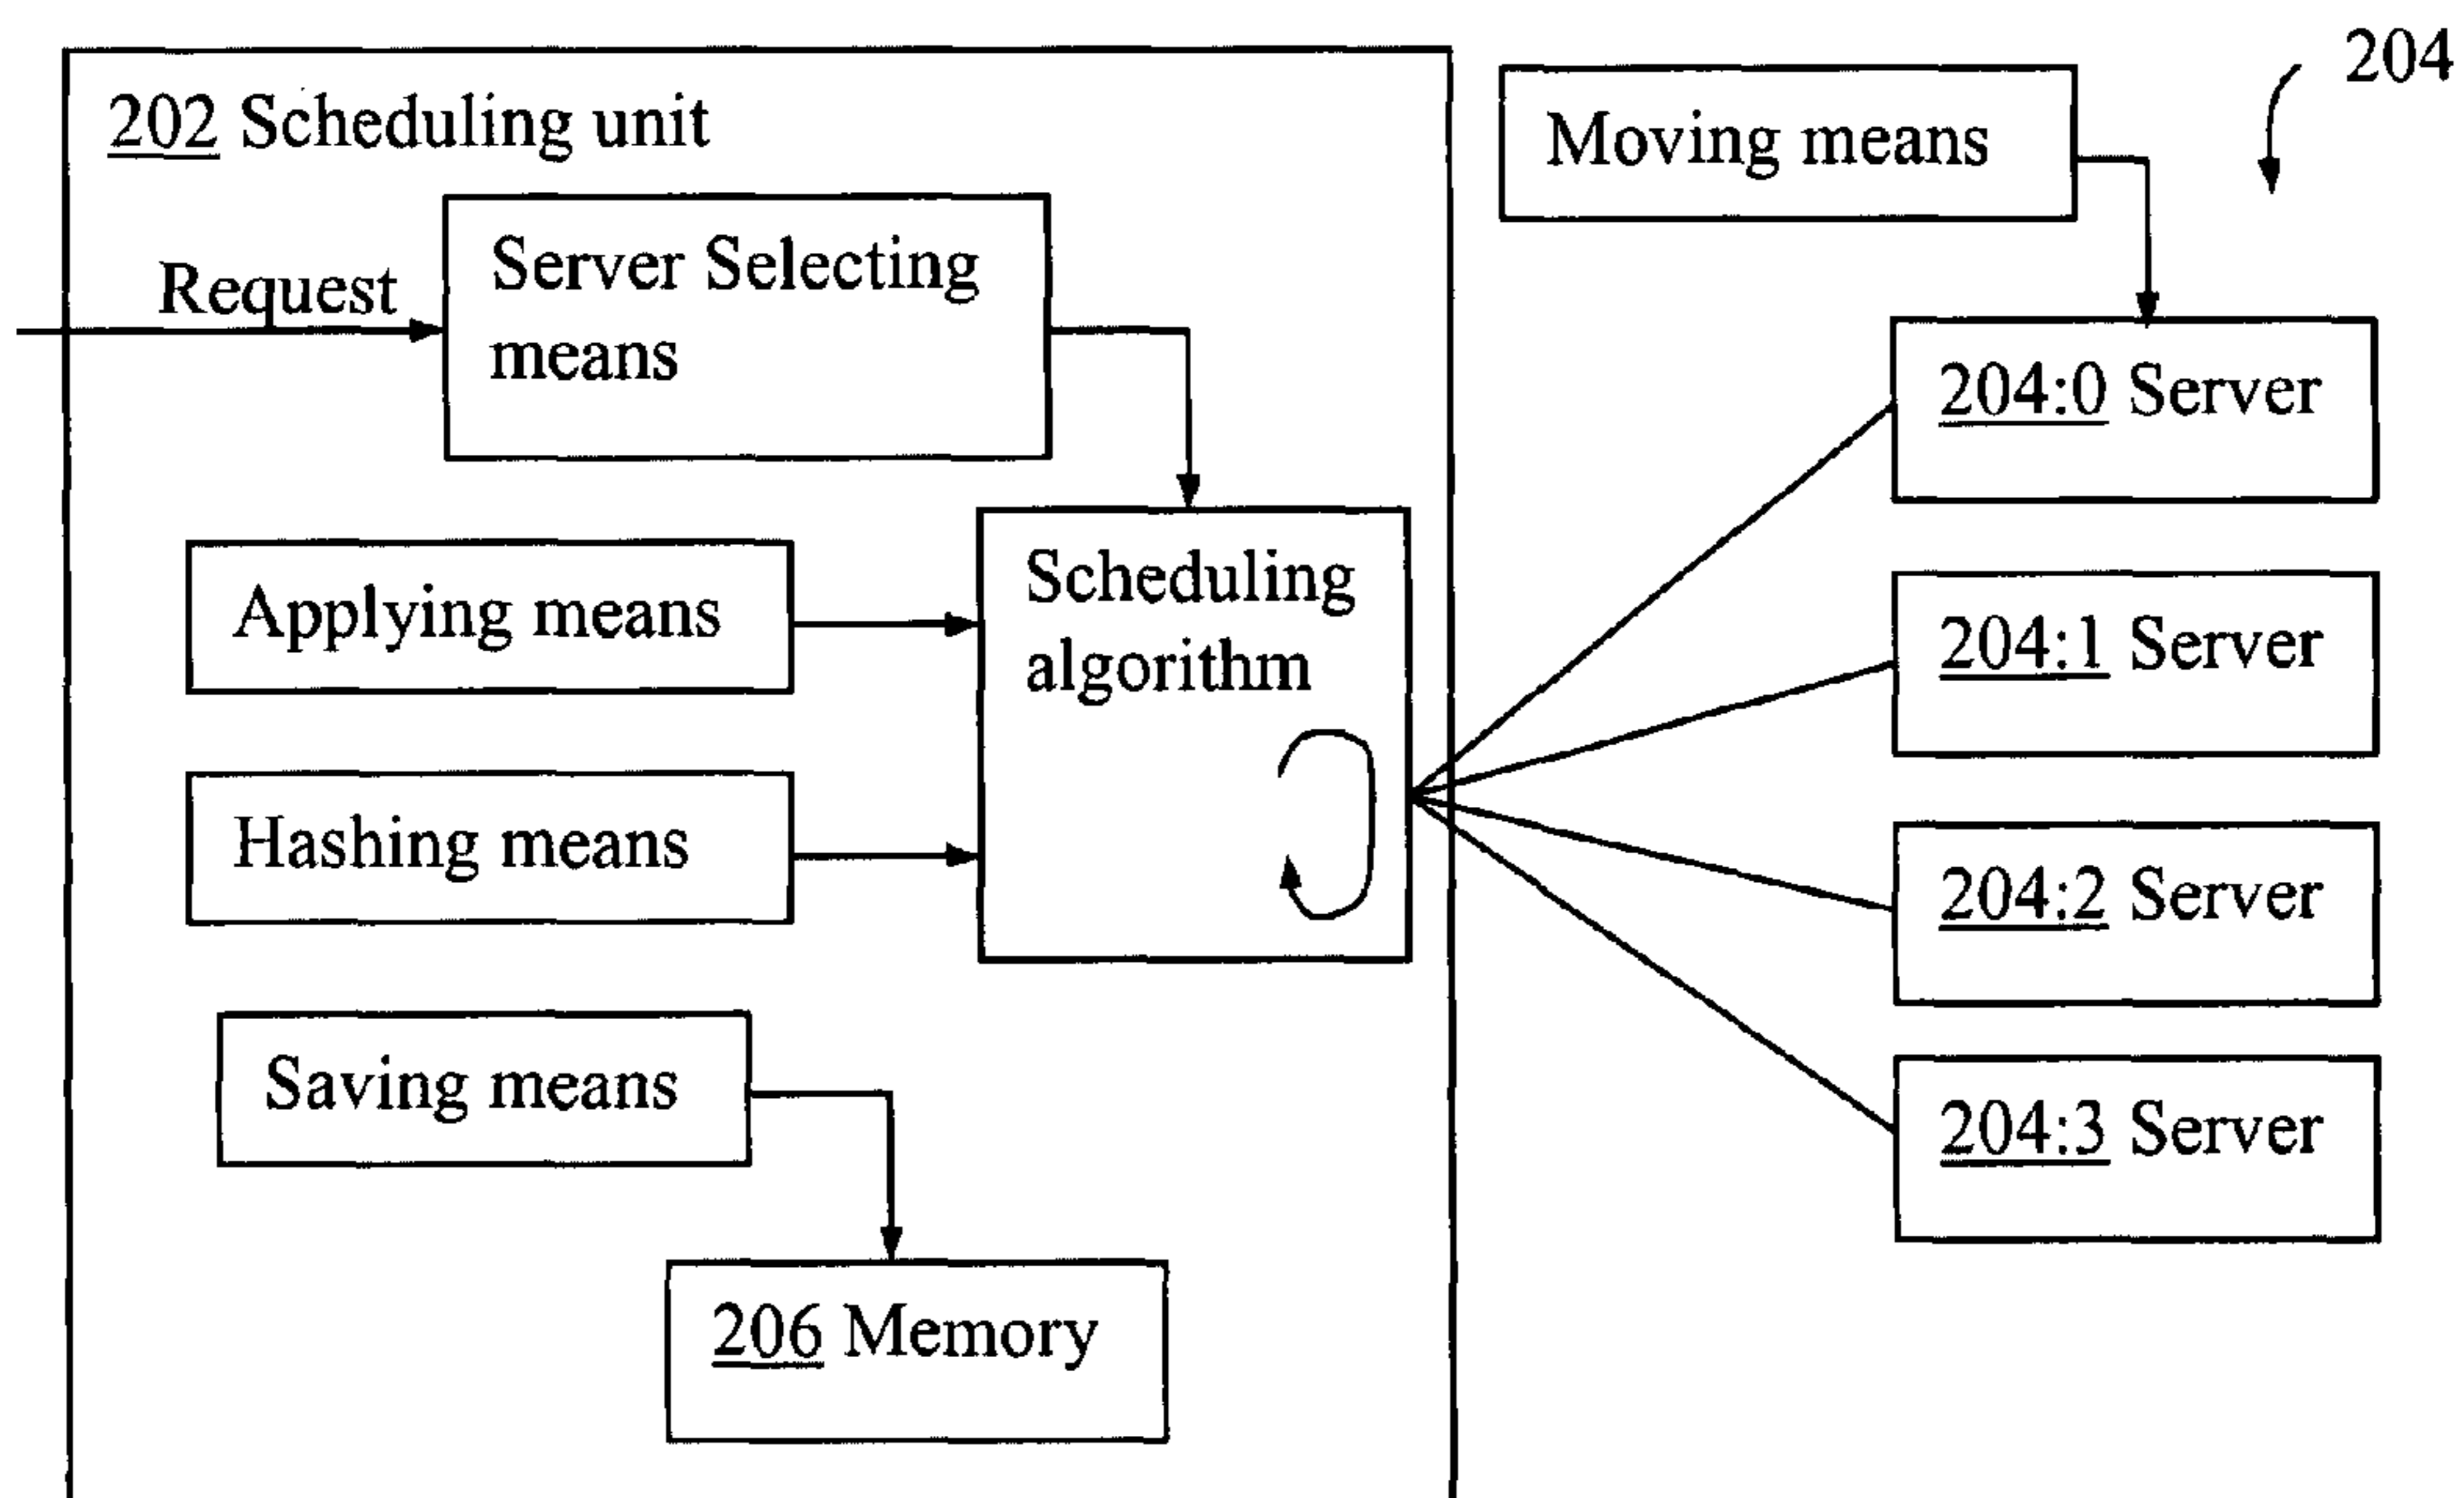 204
202 Scheduling unit
Moving means
Request
Server Selecting
means
204:0 Server
Applying means
Scheduling
algorithm
204:1 Server
Hashing means
204:2 Server
Saving means
204:3 Server
206 Memory